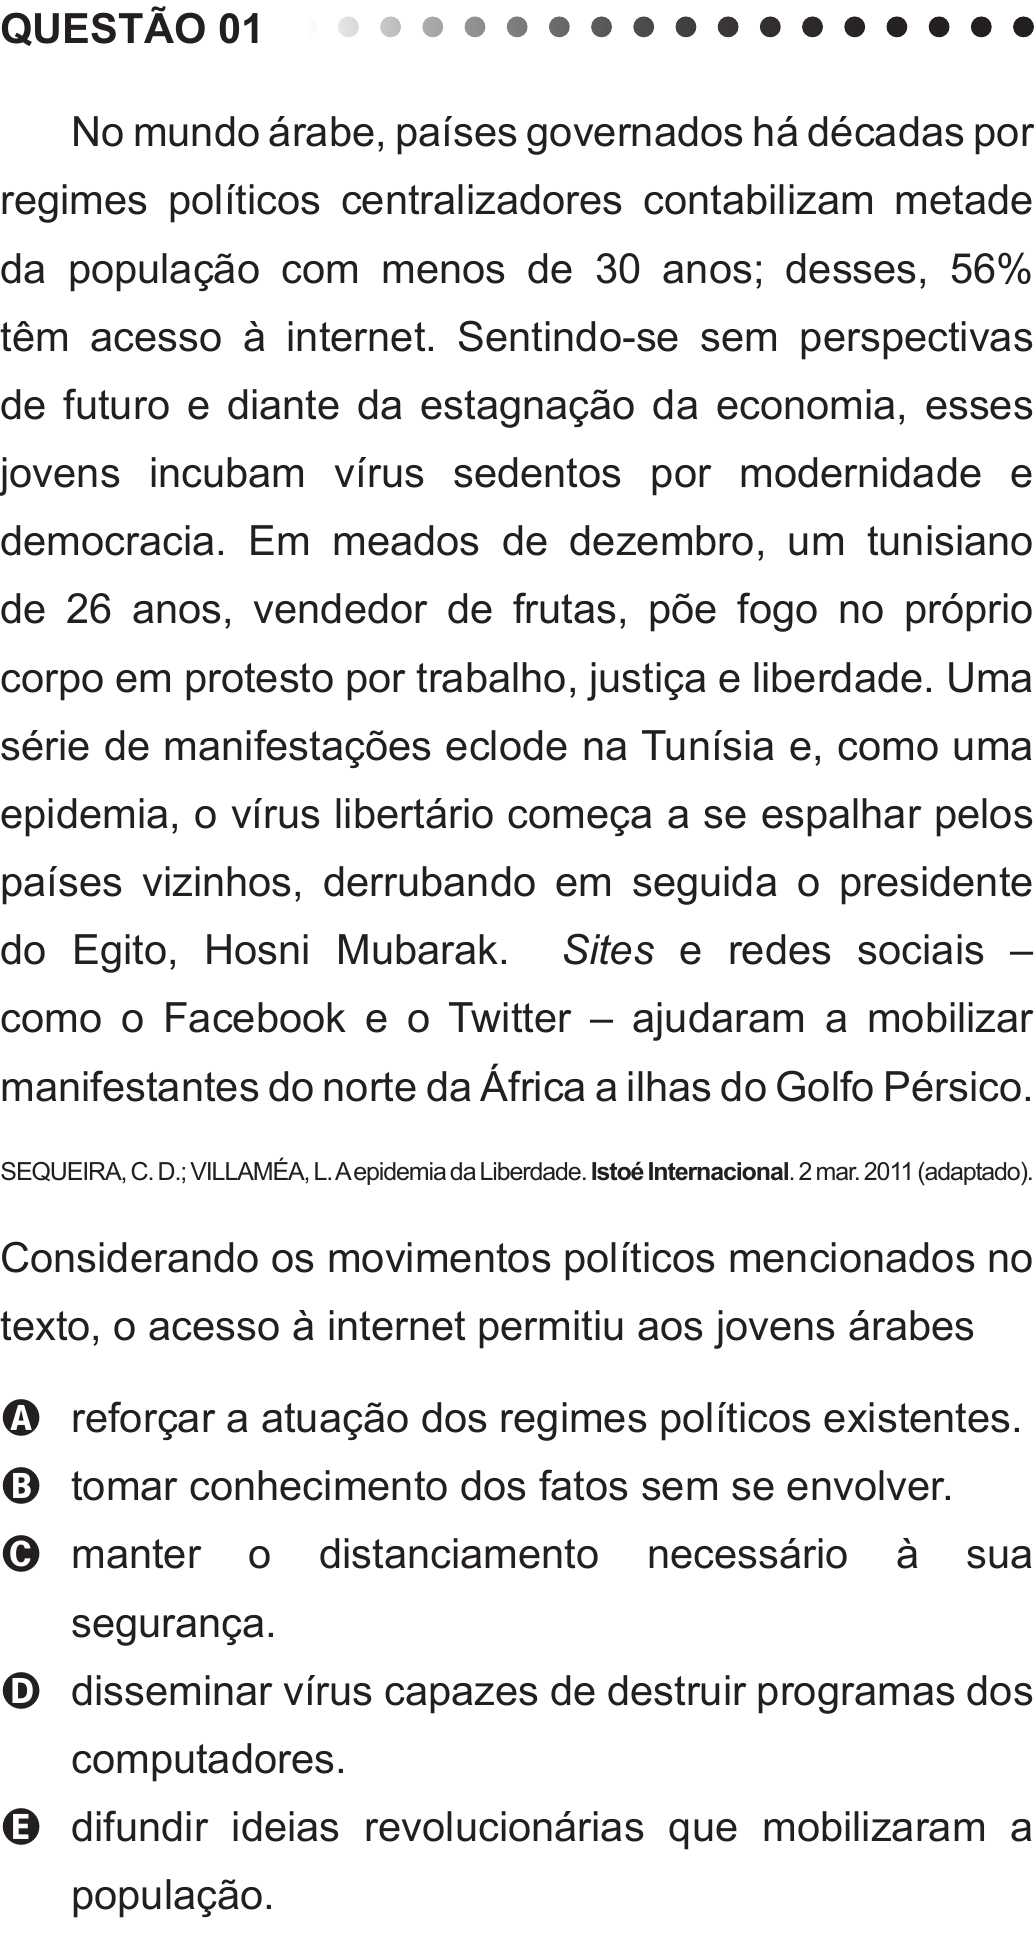 QUESTÃO 01
No mundo árabe, países governados há décadas por
regimes políticos centralizadores contabilizam metade
da população com menos de 30 anos; desses, 56%
têm acesso à internet. Sentindo-se sem perspectivas
de futuro e diante da estagnação da economia, esses
jovens incubam vírus sedentos por modernidade e
democracia. Em meados de dezembro, um tunisiano
de 26 anos, vendedor de frutas, põe fogo no próprio
corpo em protesto por trabalho, justiça e liberdade. Uma
série de manifestações eclode na Tunísia e, como uma
epidemia, o vírus libertário começa a se espalhar pelos
países vizinhos, derrubando em seguida o presidente
do Egito, Hosni Mubarak. Sites e redes sociais –
como o Facebook e o Twitter – ajudaram a mobilizar
manifestantes do norte da África a ilhas do Golfo Pérsico.
SEQUEIRA, C. D.; VILLAMÉA, L. A epidemia da Liberdade. Istoé Internacional. 2 mar. 2011 (adaptado).
Considerando os movimentos políticos mencionados no
texto, o acesso à internet permitiu aos jovens árabes
A reforçar a atuação dos regimes políticos existentes.
B tomar conhecimento dos fatos sem se envolver.
C manter o distanciamento necessário à sua
segurança.
D disseminar vírus capazes de destruir programas dos
computadores.
E difundir ideias revolucionárias que mobilizaram a
população.